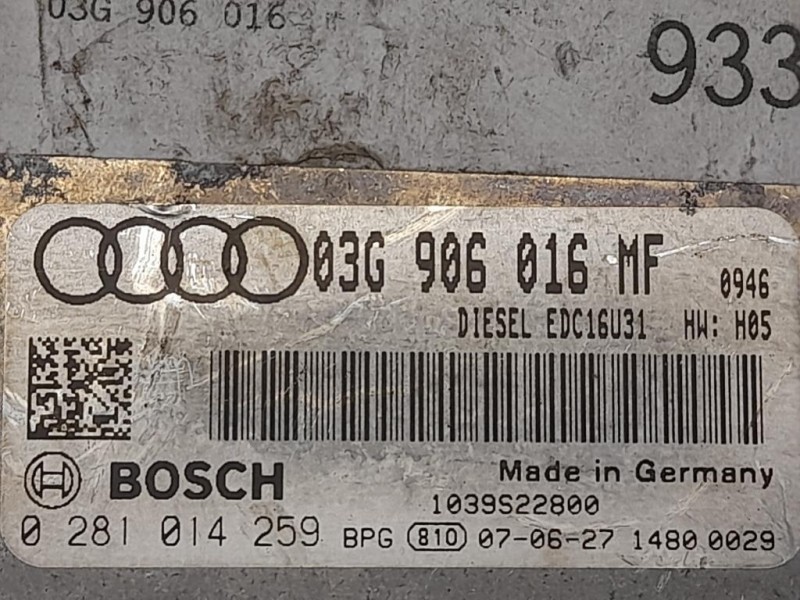 03G 906 016
933
03G 906 016 MF 0946
DIESEL EDC16U31 HW: H05
BOSCH
Made in Germany
1039S22800
0 281 014 259 BPG 810 07-06-27 1480 0029